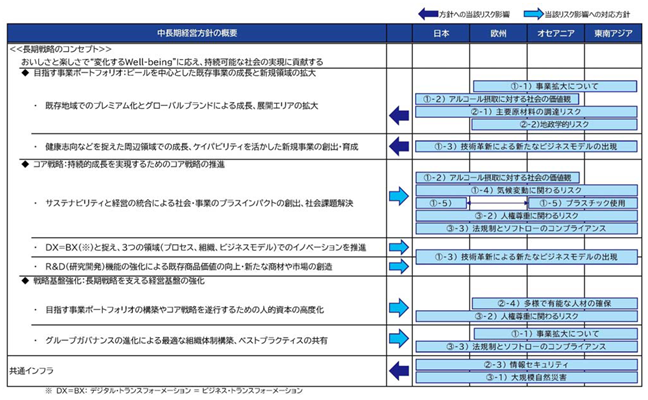 方針への当該リスク影響 当該リスク影響への対応方針
中長期経営方針の概要 日本 欧州 オセアニア 東南アジア
<<長期戦略のコンセプト>>
おいしさと楽しさで“変化するWell-being”に応え、持続可能な社会の実現に貢献する
◆ 目指す事業ポートフォリオ：ビールを中心とした既存事業の成長と新規領域の拡大
①-1) 事業拡大について
①-2) アルコール摂取に対する社会の価値観
・ 既存地域でのプレミアム化とグローバルブランドによる成長、展開エリアの拡大
②-1) 主要原材料の調達リスク
②-2)地政学的リスク
・ 健康志向などを捉えた周辺領域での成長、ケイパビリティを活かした新規事業の創出・育成
①-3) 技術革新による新たなビジネスモデルの出現
◆ コア戦略：持続的成長を実現するためのコア戦略の推進
①-2) アルコール摂取に対する社会の価値観
①-4) 気候変動に関わるリスク
・ サステナビリティと経営の統合による社会・事業のプラスインパクトの創出、社会課題解決
①-5) ①-5) プラスチック使用
③-2) 人権尊重に関わるリスク
③-3) 法規制とソフトローのコンプライアンス
・ DX=BX(※)と捉え、3つの領域(プロセス、組織、ビジネスモデル)でのイノベーションを推進
①-3) 技術革新による新たなビジネスモデルの出現
・ R&D(研究開発)機能の強化による既存商品価値の向上・新たな商材や市場の創造
◆ 戦略基盤強化：長期戦略を支える経営基盤の強化
・ 目指す事業ポートフォリオの構築やコア戦略を遂行するための人的資本の高度化
②-4) 多様で有能な人材の確保
③-2) 人権尊重に関わるリスク
・ グループガバナンスの進化による最適な組織体制構築、ベストプラクティスの共有
①-1) 事業拡大について
③-3) 法規制とソフトローのコンプライアンス
共通インフラ
②-3) 情報セキュリティ
③-1) 大規模自然災害
※ DX=BX: デジタル・トランスフォーメーション = ビジネス・トランスフォーメーション